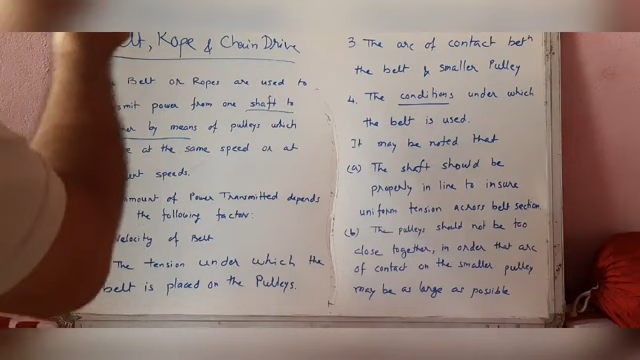 Belt, Rope & Chain Drive
Belt or Ropes are used to
power from one shaft to
by means of pulleys which
at the same speed or at
speeds.
amount of Power Transmitted depends
the following factor:
Velocity of Belt
The tension under which the
belt is placed on the Pulleys.
3 The arc of contact beth
the belt & smaller Pulley
4. The conditions under which
the belt is used.
It may be noted that
(a) The shaft should be
properly in line to insure
uniform tension across belt section.
(b) The pulleys should not be too
close together, in order that arc
of contact on the smaller pulley
may be as large as possible